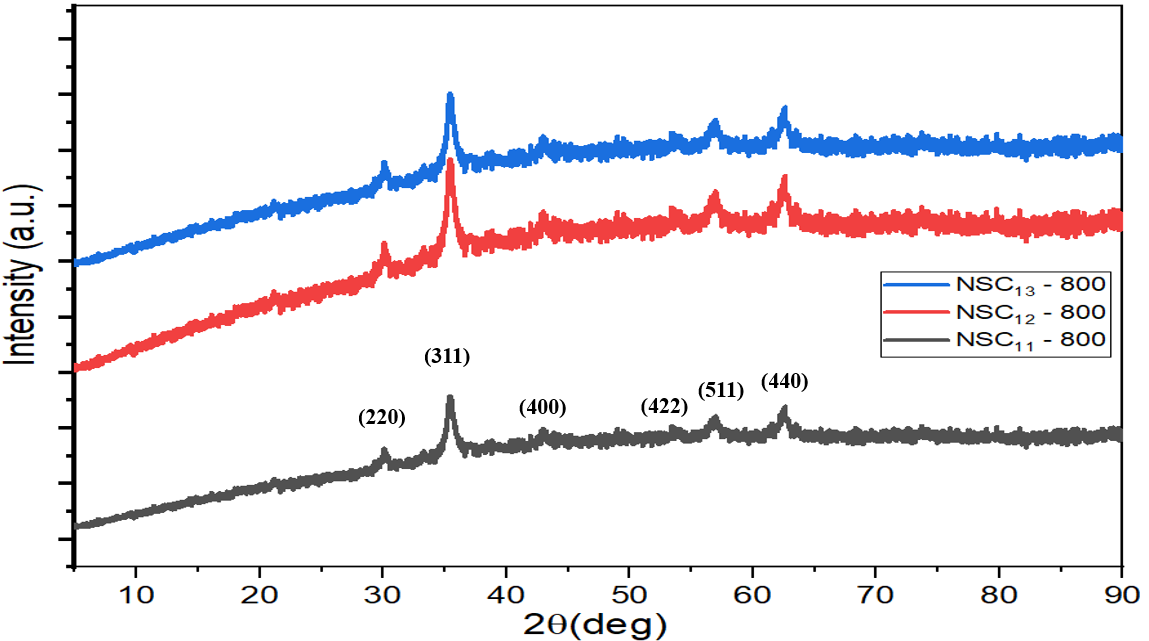 Intensity (a.u.)
NSC₁₃ - 800
NSC₁₂ - 800
NSC₁₁ - 800
(311)
(220)
(400)
(422)
(511)
(440)
10 20 30 40 50 60 70 80 90
2θ(deg)